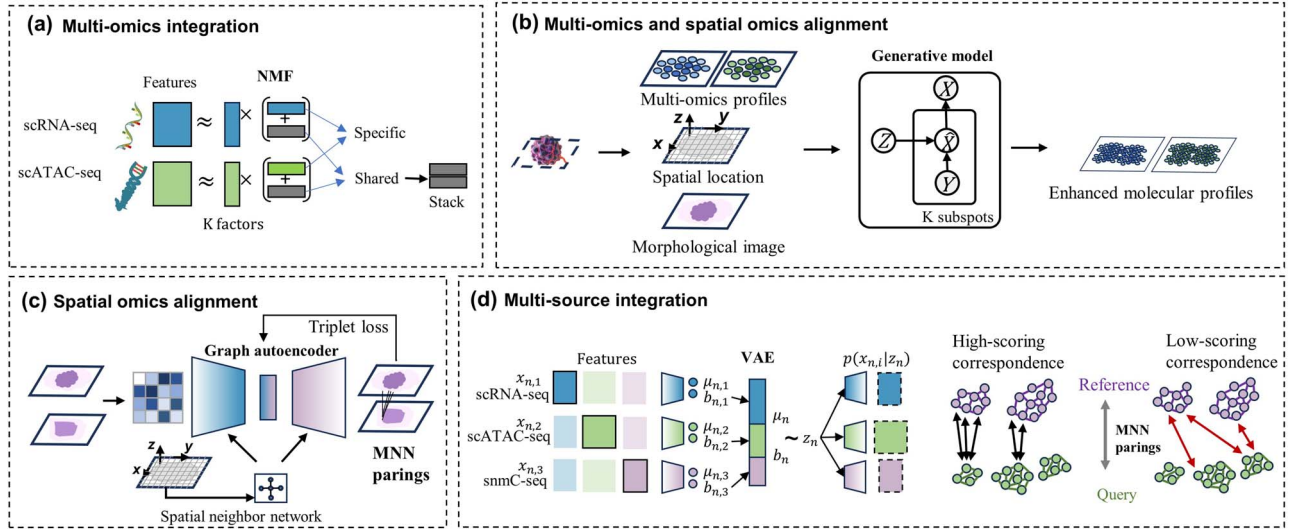 (a) Multi-omics integration
Features
NMF
scRNA-seq
≈
×
+
Specific
scATAC-seq
≈
×
+
Shared
Stack
K factors
(b) Multi-omics and spatial omics alignment
Generative model
Multi-omics profiles
z
y
x
Spatial location
Morphological image
X
Z
X̂
Y
K subspots
Enhanced molecular profiles
(c) Spatial omics alignment
Triplet loss
Graph autoencoder
z
y
x
MNN
parings
Spatial neighbor network
(d) Multi-source integration
Features
VAE
p(x_{n,i}|z_n)
x_{n,1}
scRNA-seq
μ_{n,1}
b_{n,1}
x_{n,2}
scATAC-seq
μ_{n,2}
b_{n,2}
x_{n,3}
snmC-seq
μ_{n,3}
b_{n,3}
μ_n
b_n
~ z_n
High-scoring
correspondence
Low-scoring
correspondence
Reference
MNN
parings
Query